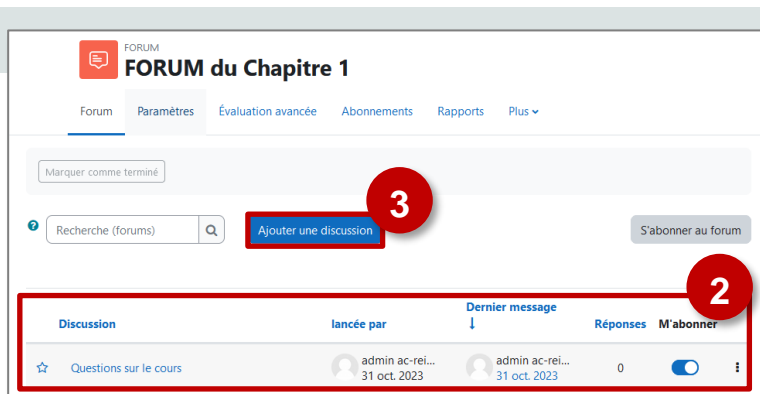 FORUM
FORUM du Chapitre 1
Forum Paramètres Évaluation avancée Abonnements Rapports Plus
Marquer comme terminé
3
Recherche (forums) Ajouter une discussion S'abonner au forum
2
Dernier message
Discussion lancée par ↓ Réponses M'abonner
Questions sur le cours admin ac-rei... admin ac-rei... 0
31 oct. 2023 31 oct. 2023